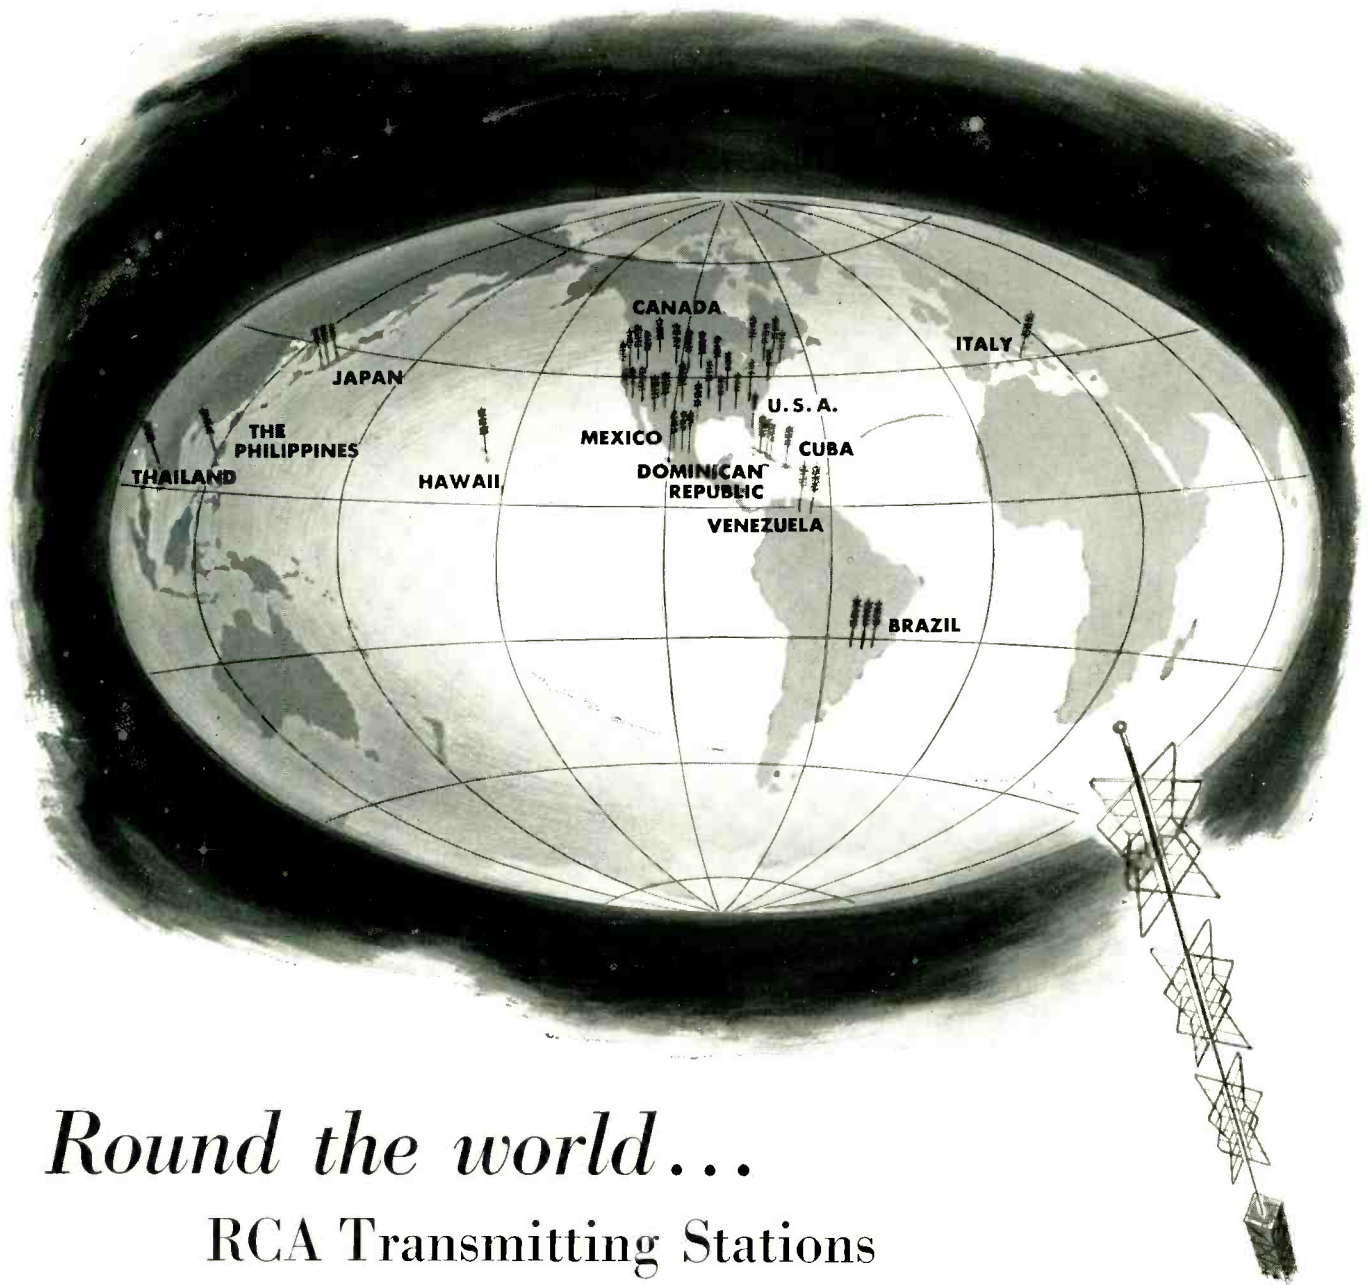 CANADA
ITALY
JAPAN
U.S.A.
THE
PHILIPPINES
MEXICO
CUBA
THAILAND
HAWAII
DOMINICAN
REPUBLIC
VENEZUELA
BRAZIL
Round the world...
RCA Transmitting Stations